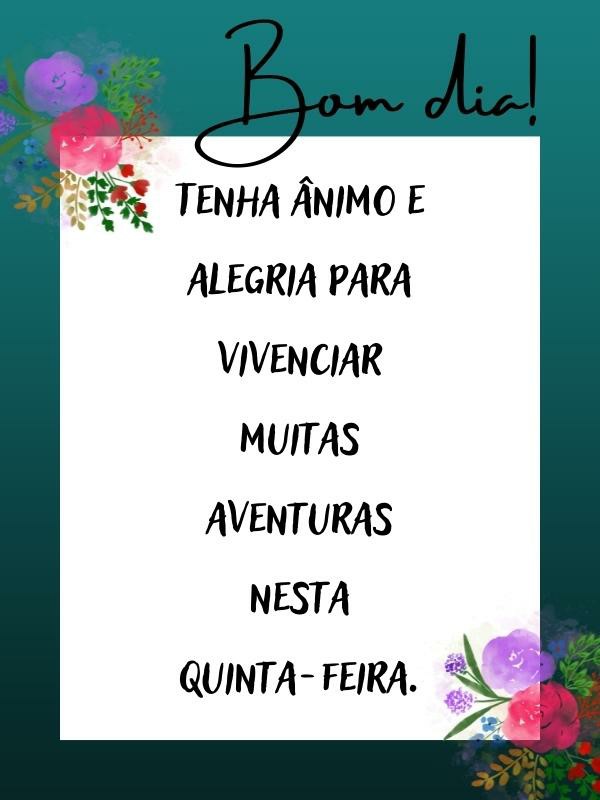 Bom dia!
TENHA ÂNIMO E
ALEGRIA PARA
VIVENCIAR
MUITAS
AVENTURAS
NESTA
QUINTA-FEIRA.